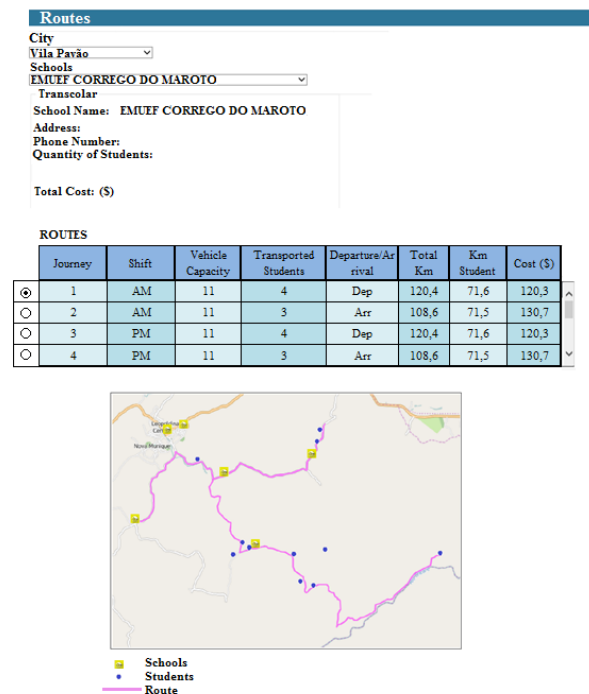 Routes
City
Vila Pavão
Schools
EMUEF CORREGO DO MAROTO
Transcolar
School Name: EMUEF CORREGO DO MAROTO
Address:
Phone Number:
Quantity of Students:
Total Cost: ($)
ROUTES
Journey Shift Vehicle Capacity Transported Students Departure/Ar rival Total Km Km Student Cost ($)
1 AM 11 4 Dep 120,4 71,6 120,3
2 AM 11 3 Arr 108,6 71,5 130,7
3 PM 11 4 Dep 120,4 71,6 120,3
4 PM 11 3 Arr 108,6 71,5 130,7
Schools
Students
Route